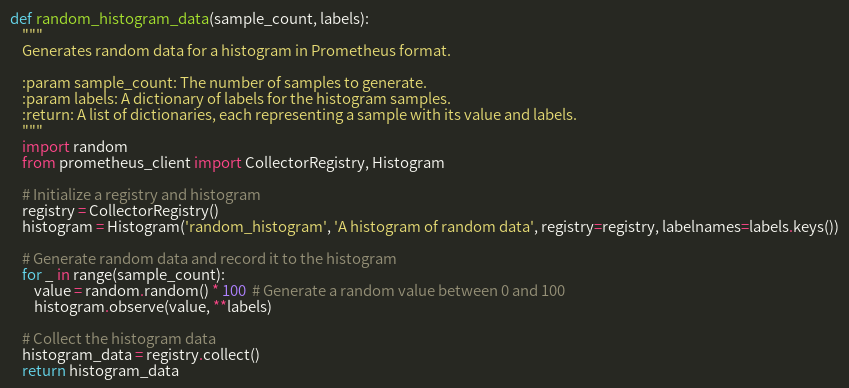 def random_histogram_data(sample_count, labels):
    """
    Generates random data for a histogram in Prometheus format.

    :param sample_count: The number of samples to generate.
    :param labels: A dictionary of labels for the histogram samples.
    :return: A list of dictionaries, each representing a sample with its value and labels.
    """
    import random
    from prometheus_client import CollectorRegistry, Histogram

    # Initialize a registry and histogram
    registry = CollectorRegistry()
    histogram = Histogram('random_histogram', 'A histogram of random data', registry=registry, labelnames=labels.keys())

    # Generate random data and record it to the histogram
    for _ in range(sample_count):
        value = random.random() * 100  # Generate a random value between 0 and 100
        histogram.observe(value, **labels)

    # Collect the histogram data
    histogram_data = registry.collect()
    return histogram_data